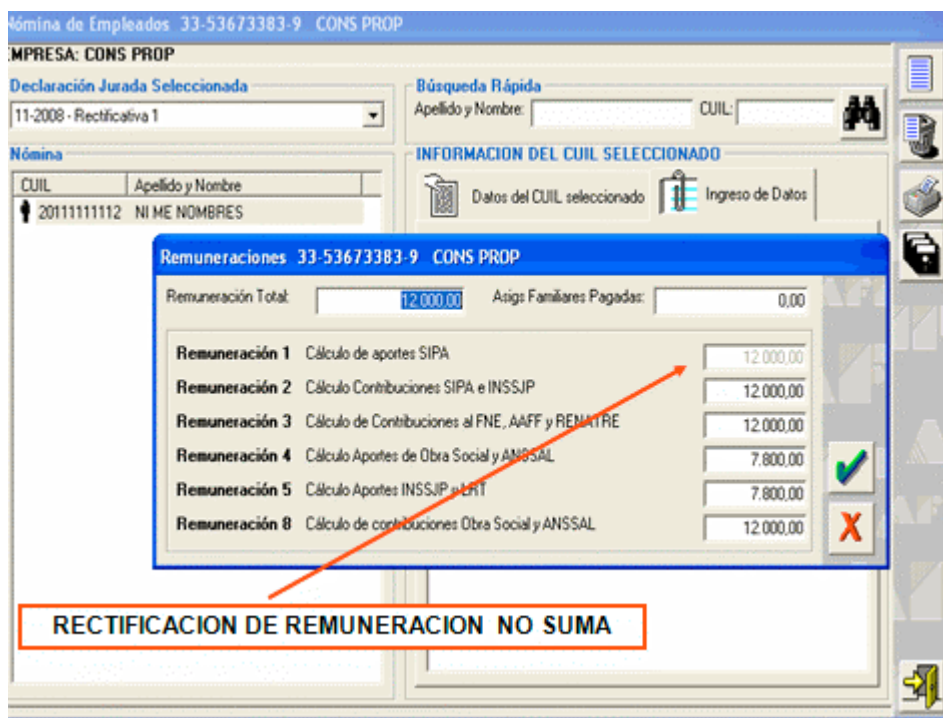 Nómina de Empleados 33-53673383-9 CONS PROP
EMPRESA: CONS PROP
Declaración Jurada Seleccionada
11-2008 - Rectificativa 1
Búsqueda Rápida
Apellido y Nombre:
CUIL:
Nómina
CUIL Apellido y Nombre
20111111112 NI ME NOMBRES
INFORMACION DEL CUIL SELECCIONADO
Datos del CUIL seleccionado
Ingreso de Datos
Remuneraciones 33-53673383-9 CONS PROP
Remuneración Total: 12.000,00 Asigs Familiares Pagadas: 0,00
Remuneración 1 Cálculo de aportes SIPA 12.000,00
Remuneración 2 Cálculo Contribuciones SIPA e INSSJP 12.000,00
Remuneración 3 Cálculo de Contribuciones al FNE, AAFF y RENATRE 12.000,00
Remuneración 4 Cálculo Aportes de Obra Social y ANSSAL 7.800,00
Remuneración 5 Cálculo Aportes INSSJP y LRT 7.800,00
Remuneración 8 Cálculo de contribuciones Obra Social y ANSSAL 12.000,00
RECTIFICACION DE REMUNERACION NO SUMA